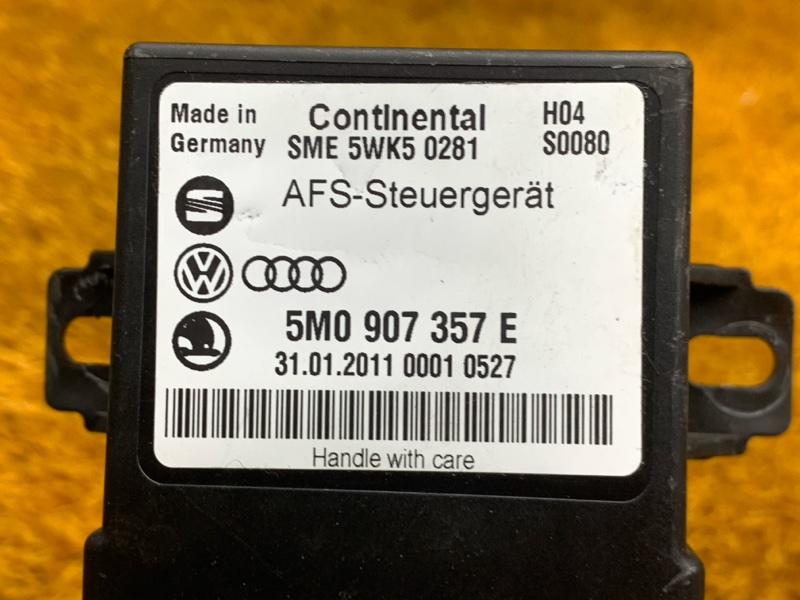 Made in Continental H04
Germany SME 5WK5 0281 S0080
AFS-Steuergerät
5M0 907 357 E
31.01.2011 0001 0527
Handle with care